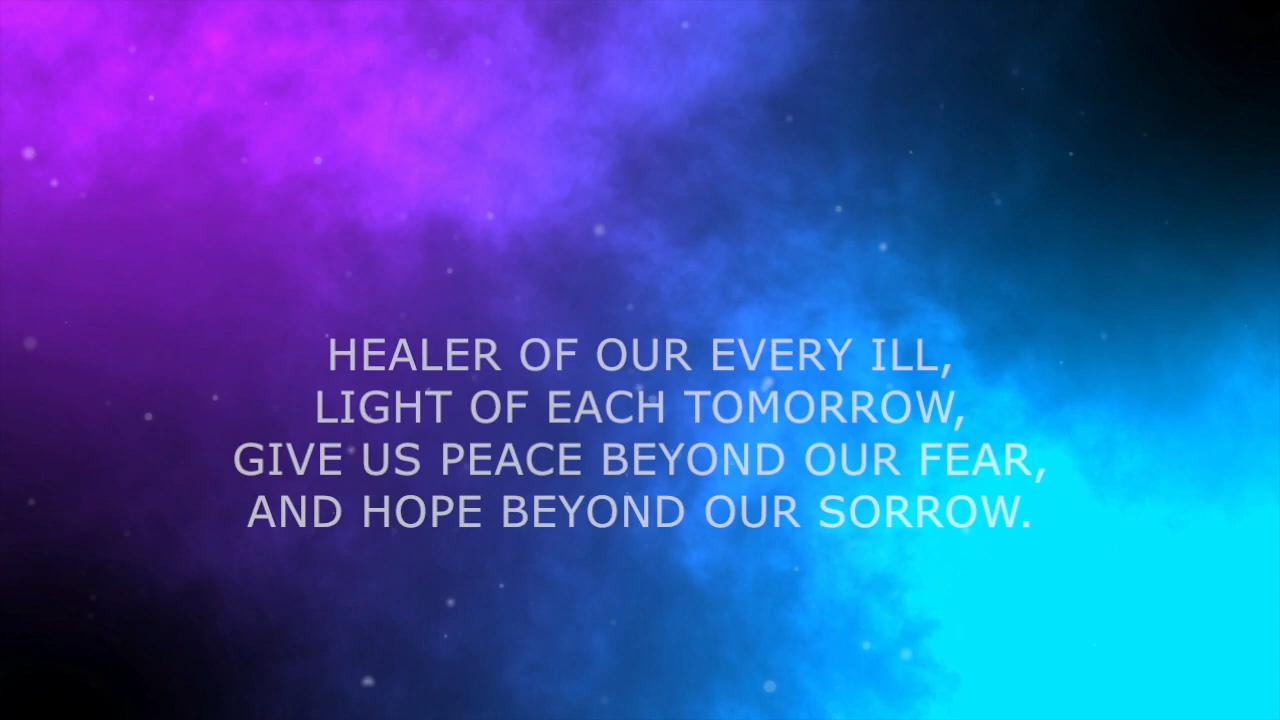 HEALER OF OUR EVERY ILL,
LIGHT OF EACH TOMORROW,
GIVE US PEACE BEYOND OUR FEAR,
AND HOPE BEYOND OUR SORROW.